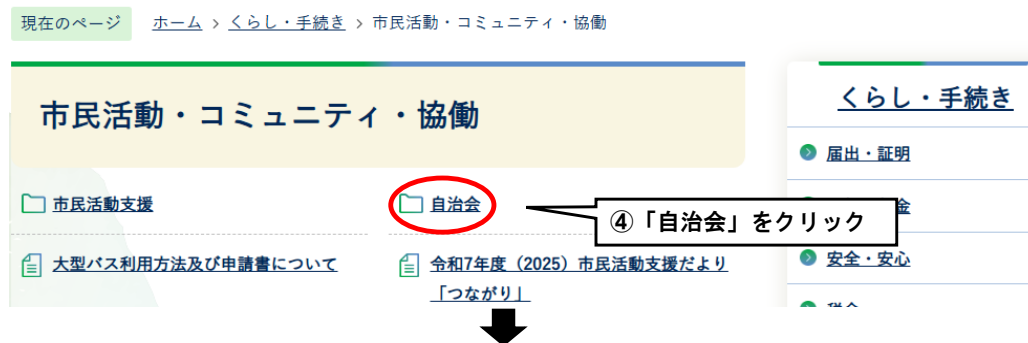 現在のページ ホーム > くらし・手続き > 市民活動・コミュニティ・協働
市民活動・コミュニティ・協働
市民活動支援
自治会
④「自治会」をクリック
大型バス利用方法及び申請書について
令和7年度（2025）市民活動支援だより
「つながり」
くらし・手続き
届出・証明
金
安全・安心